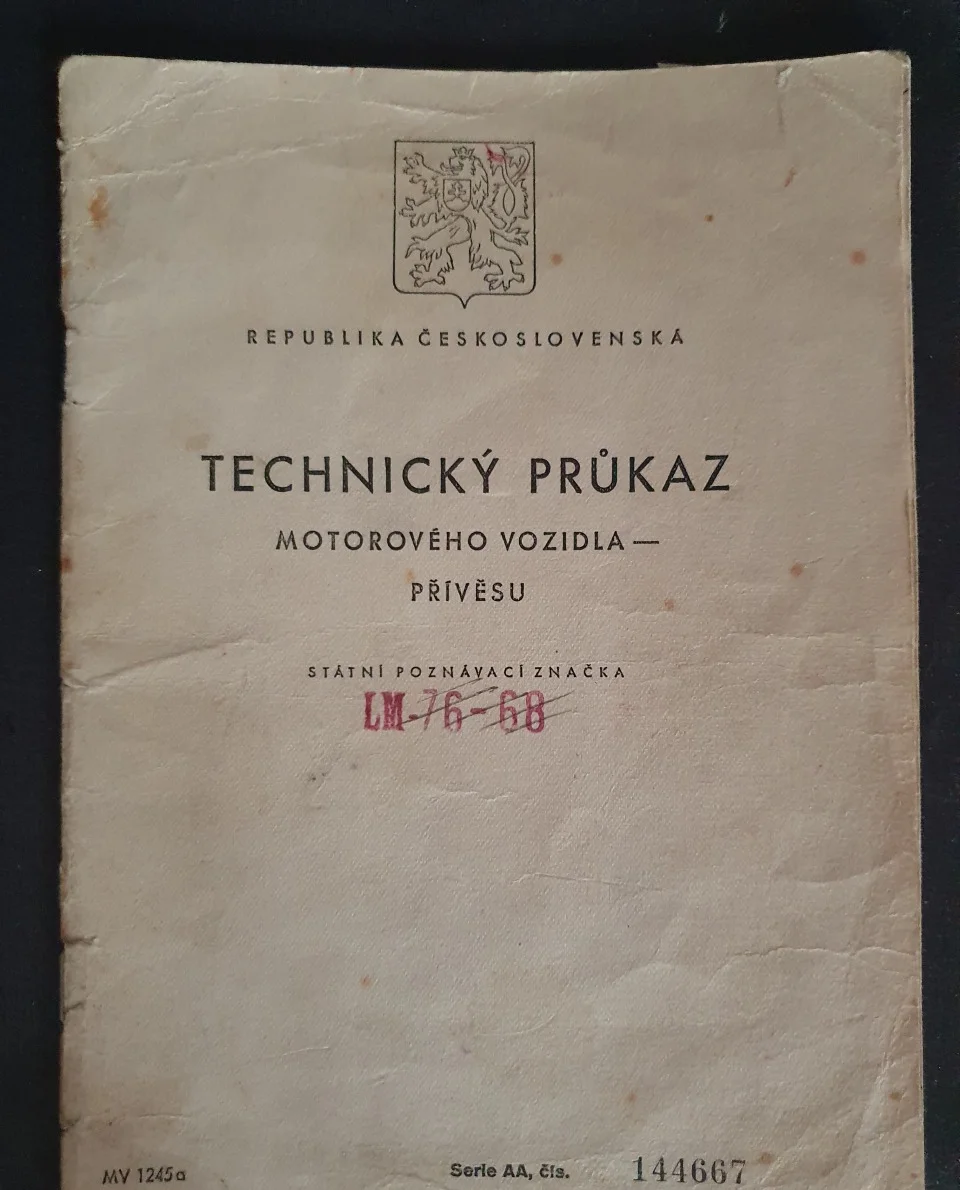 REPUBLIKA ČESKOSLOVENSKÁ
TECHNICKÝ PRŮKAZ
MOTOROVÉHO VOZIDLA —
PŘÍVĚSU
STÁTNÍ POZNÁVACÍ ZNAČKA
LM-76-68
MV 1245a Serie AA, čís. 144667